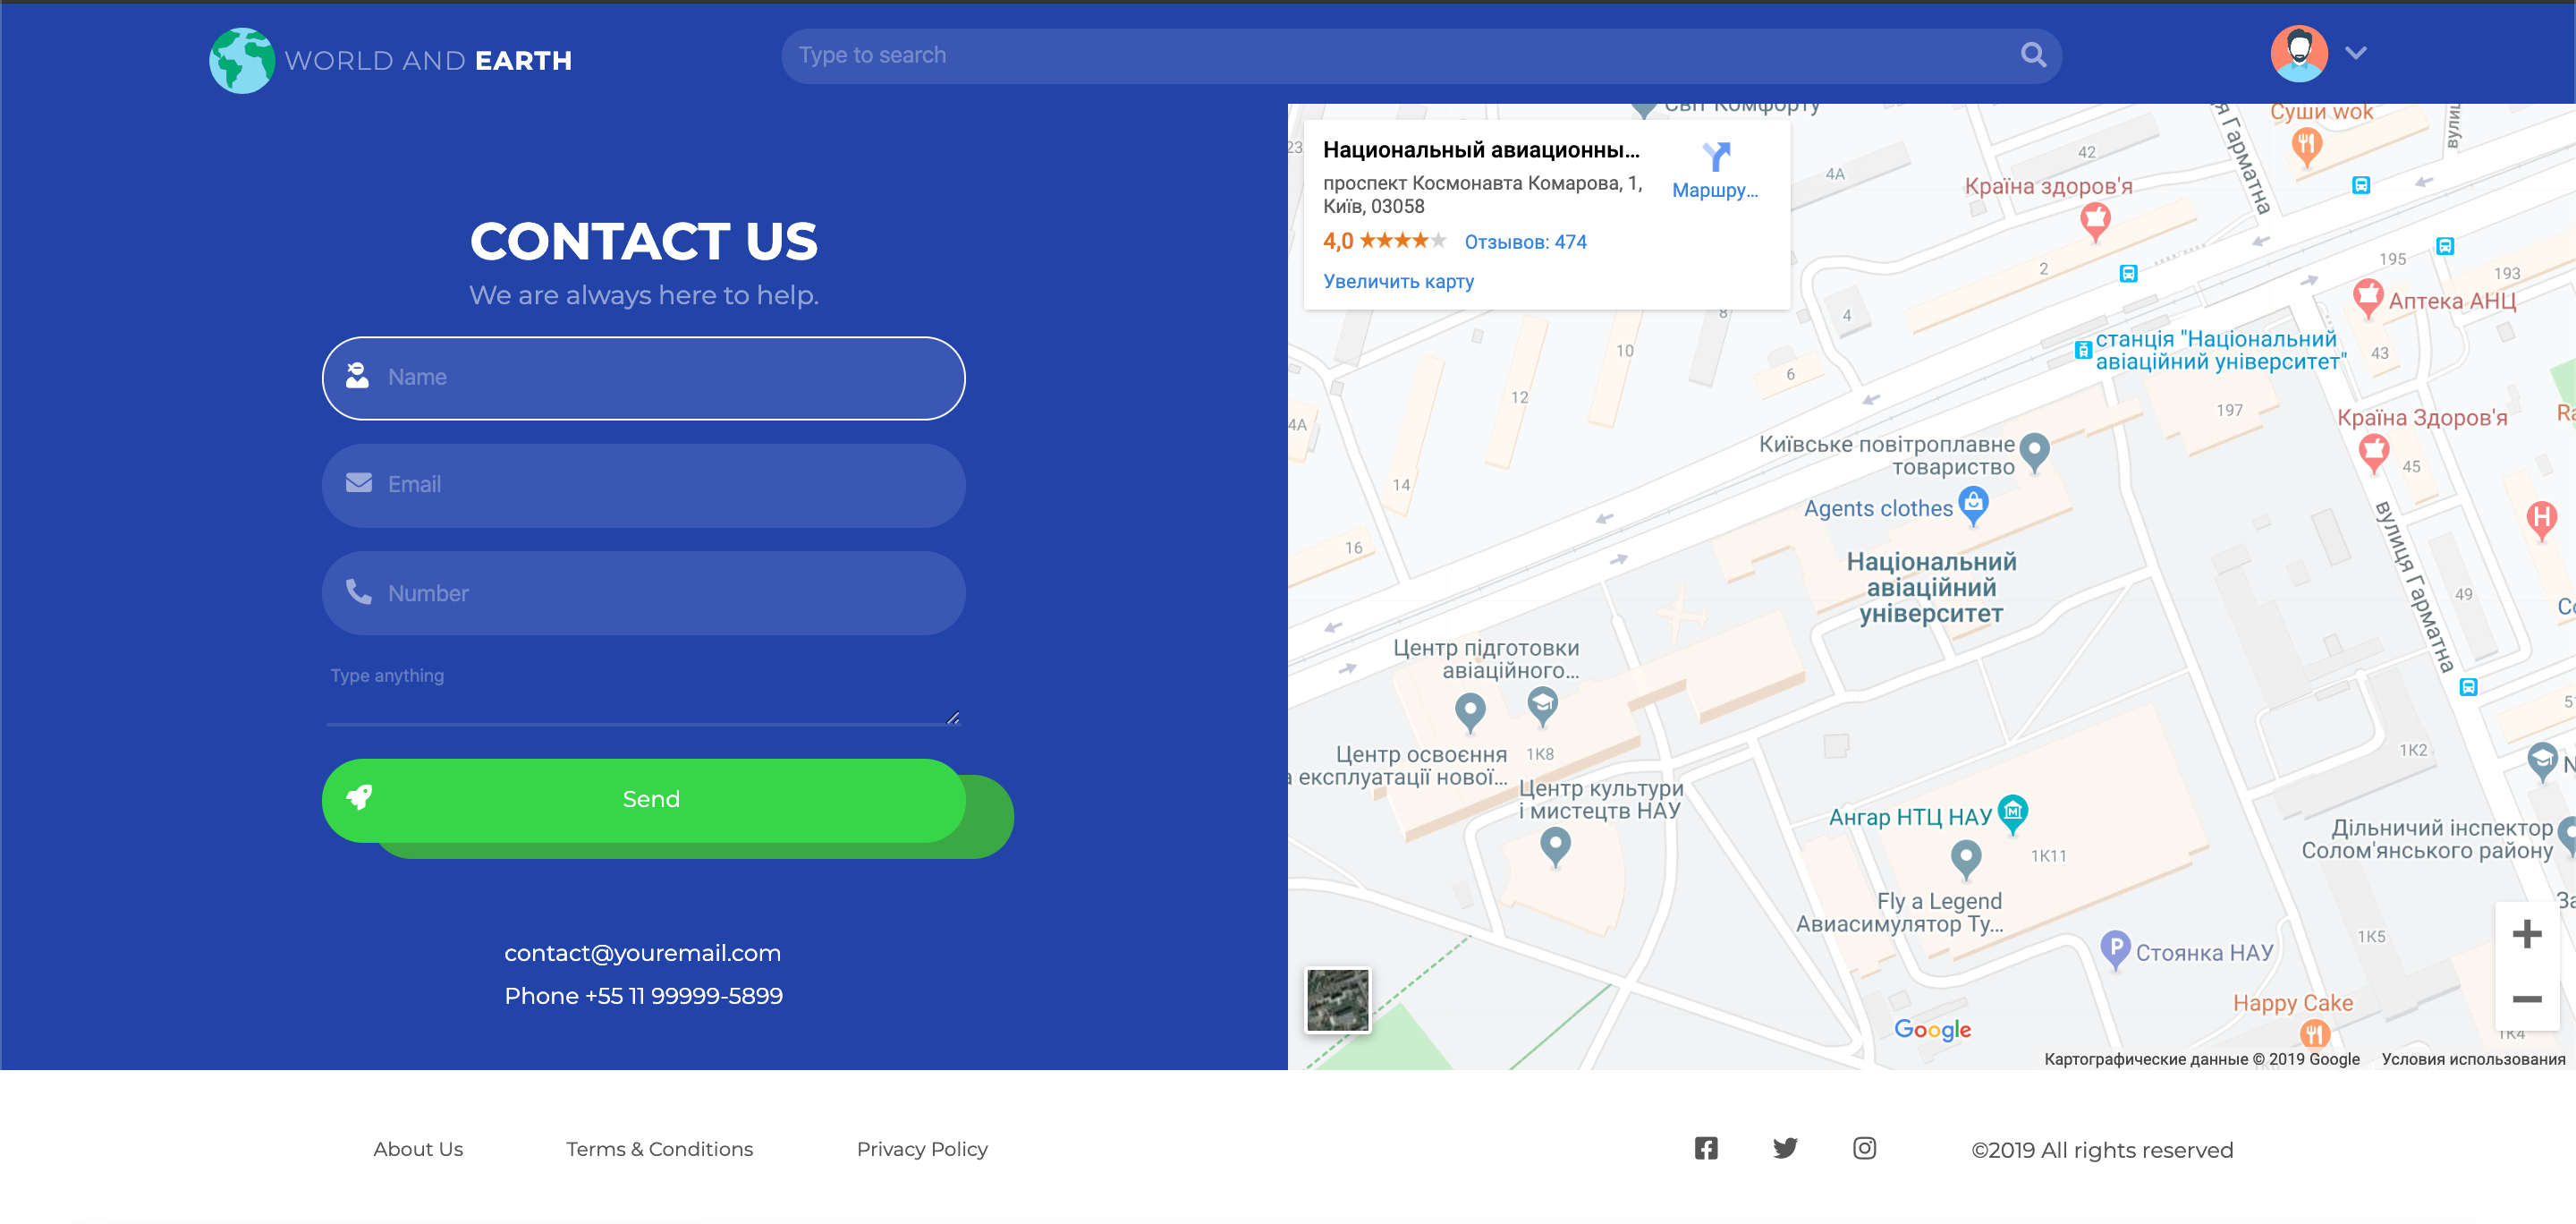 WORLD AND EARTH
Type to search
CONTACT US
We are always here to help.
Name
Email
Number
Type anything
Send
contact@youremail.com
Phone +55 11 99999-5899
Национальный авиационны...
проспект Космонавта Комарова, 1,
Київ, 03058
4,0
Отзывов: 474
Увеличить карту
Маршру...
Світ Комфорту
Суши wok
я Гарматна
вулиц
23
42
4А
Країна здоров'я
2
195
193
Аптека АНЦ
8
4
станція "Національний
авіаційний університет"
43
10
6
12
197
Країна Здоров'я
4А
Київське повітроплавне
товариство
45
14
Agents clothes
16
Національний
авіаційний
університет
вулиця Гарматна
49
H
Центр підготовки
авіаційного...
Центр освоєння
а експлуатації нової...
1К8
1К2
Центр культури
і мистецтв НАУ
Ангар НТЦ НАУ
1К11
Дільничий інспектор
Солом'янського району
Fly a Legend
Авиасимулятор Ту...
1К5
P
Стоянка НАУ
Happy Cake
1К4
Google
Картографические данные © 2019 Google
Условия использования
About Us
Terms & Conditions
Privacy Policy
©2019 All rights reserved